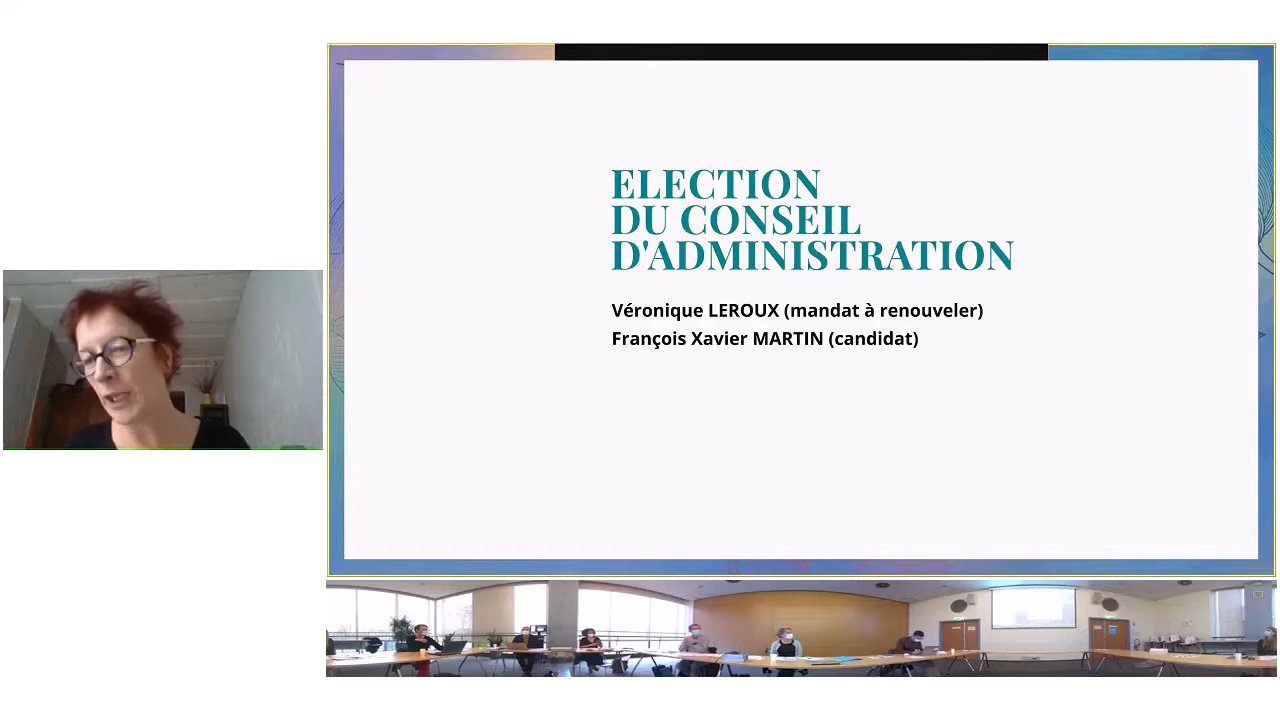 ELECTION
DU CONSEIL
D'ADMINISTRATION
Véronique LEROUX (mandat à renouveler)
François Xavier MARTIN (candidat)